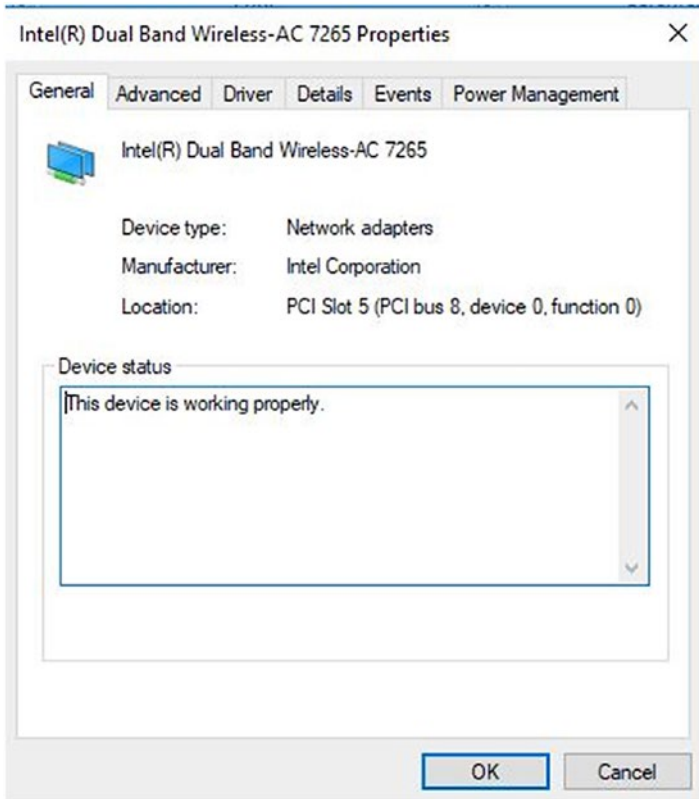 Intel(R) Dual Band Wireless-AC 7265 Properties
General Advanced Driver Details Events Power Management
Intel(R) Dual Band Wireless-AC 7265
Device type: Network adapters
Manufacturer: Intel Corporation
Location: PCI Slot 5 (PCI bus 8, device 0, function 0)
Device status
This device is working properly.
OK Cancel